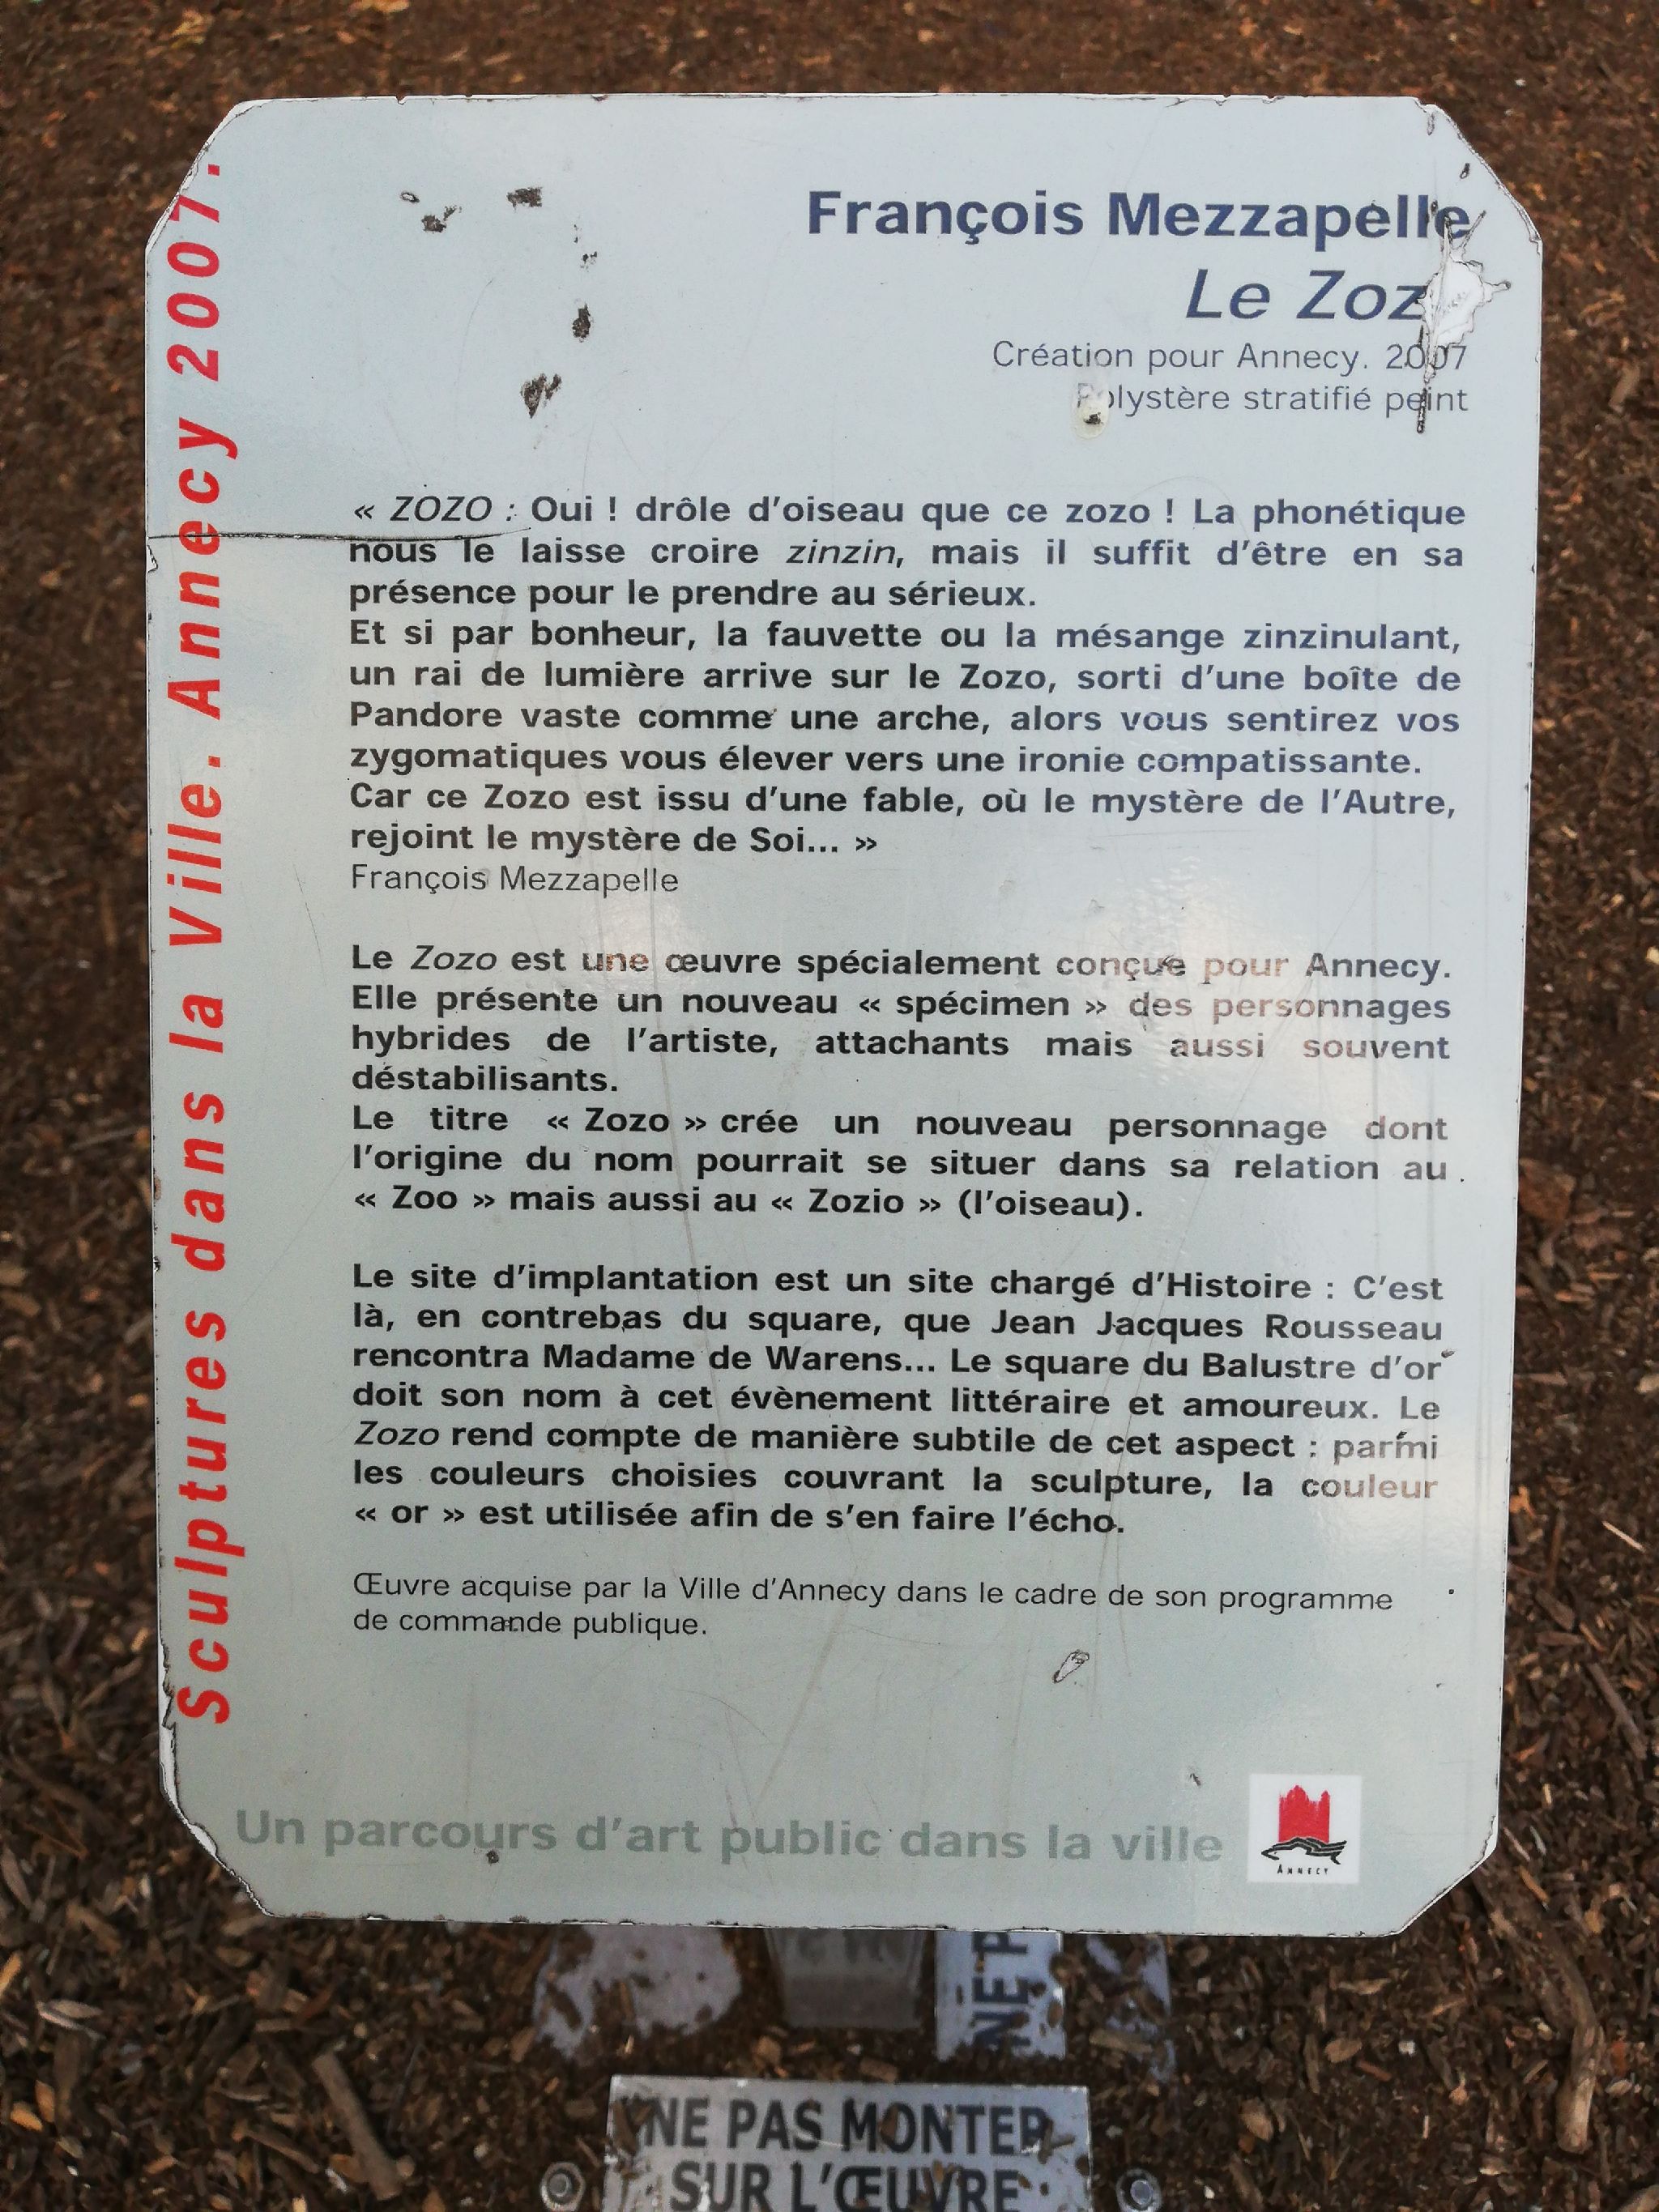 Sculptures dans la Ville. Annecy 2007.
François Mezzapelle
Le Zoz
Création pour Annecy. 2007
Polystère stratifié peint
« ZOZO : Oui ! drôle d'oiseau que ce zozo ! La phonétique
nous le laisse croire zinzin, mais il suffit d'être en sa
présence pour le prendre au sérieux.
Et si par bonheur, la fauvette ou la mésange zinzinulant,
un rai de lumière arrive sur le Zozo, sorti d'une boîte de
Pandore vaste comme une arche, alors vous sentirez vos
zygomatiques vous élever vers une ironie compatissante.
Car ce Zozo est issu d'une fable, où le mystère de l'Autre,
rejoint le mystère de Soi... »
François Mezzapelle
Le Zozo est une œuvre spécialement conçue pour Annecy.
Elle présente un nouveau « spécimen » des personnages
hybrides de l'artiste, attachants mais aussi souvent
déstabilisants.
Le titre « Zozo » crée un nouveau personnage dont
l'origine du nom pourrait se situer dans sa relation au
« Zoo » mais aussi au « Zozio » (l'oiseau).
Le site d'implantation est un site chargé d'Histoire : C'est
là, en contrebas du square, que Jean Jacques Rousseau
rencontra Madame de Warens... Le square du Balustre d'or
doit son nom à cet évènement littéraire et amoureux. Le
Zozo rend compte de manière subtile de cet aspect : parmi
les couleurs choisies couvrant la sculpture, la couleur
« or » est utilisée afin de s'en faire l'écho.
Œuvre acquise par la Ville d'Annecy dans le cadre de son programme
de commande publique.
Un parcours d'art public dans la ville
ANNECY
NE P
NE PAS MONTER
SUR L'ŒUVRE